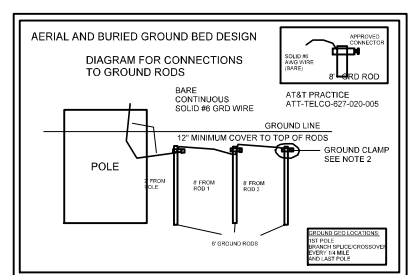 AERIAL AND BURIED GROUND BED DESIGN
DIAGRAM FOR CONNECTIONS
TO GROUND RODS
APPROVED
CONNECTOR
SOLID #6
AWG WIRE
(BARE)
8' GRD ROD
AT&T PRACTICE
ATT-TELCO-627-020-005
BARE
CONTINUOUS
SOLID #6 GRD WIRE
GROUND LINE
12" MINIMUM COVER TO TOP OF RODS
GROUND CLAMP
SEE NOTE 2
POLE
FROM
POLE
8' FROM
ROD 1
8' FROM
ROD 2
GROUND RODS
GROUND BED LOCATIONS:
1ST POLE
BRANCH SPLICE/CROSSOVER
EVERY 1/4 MILE
AND LAST POLE